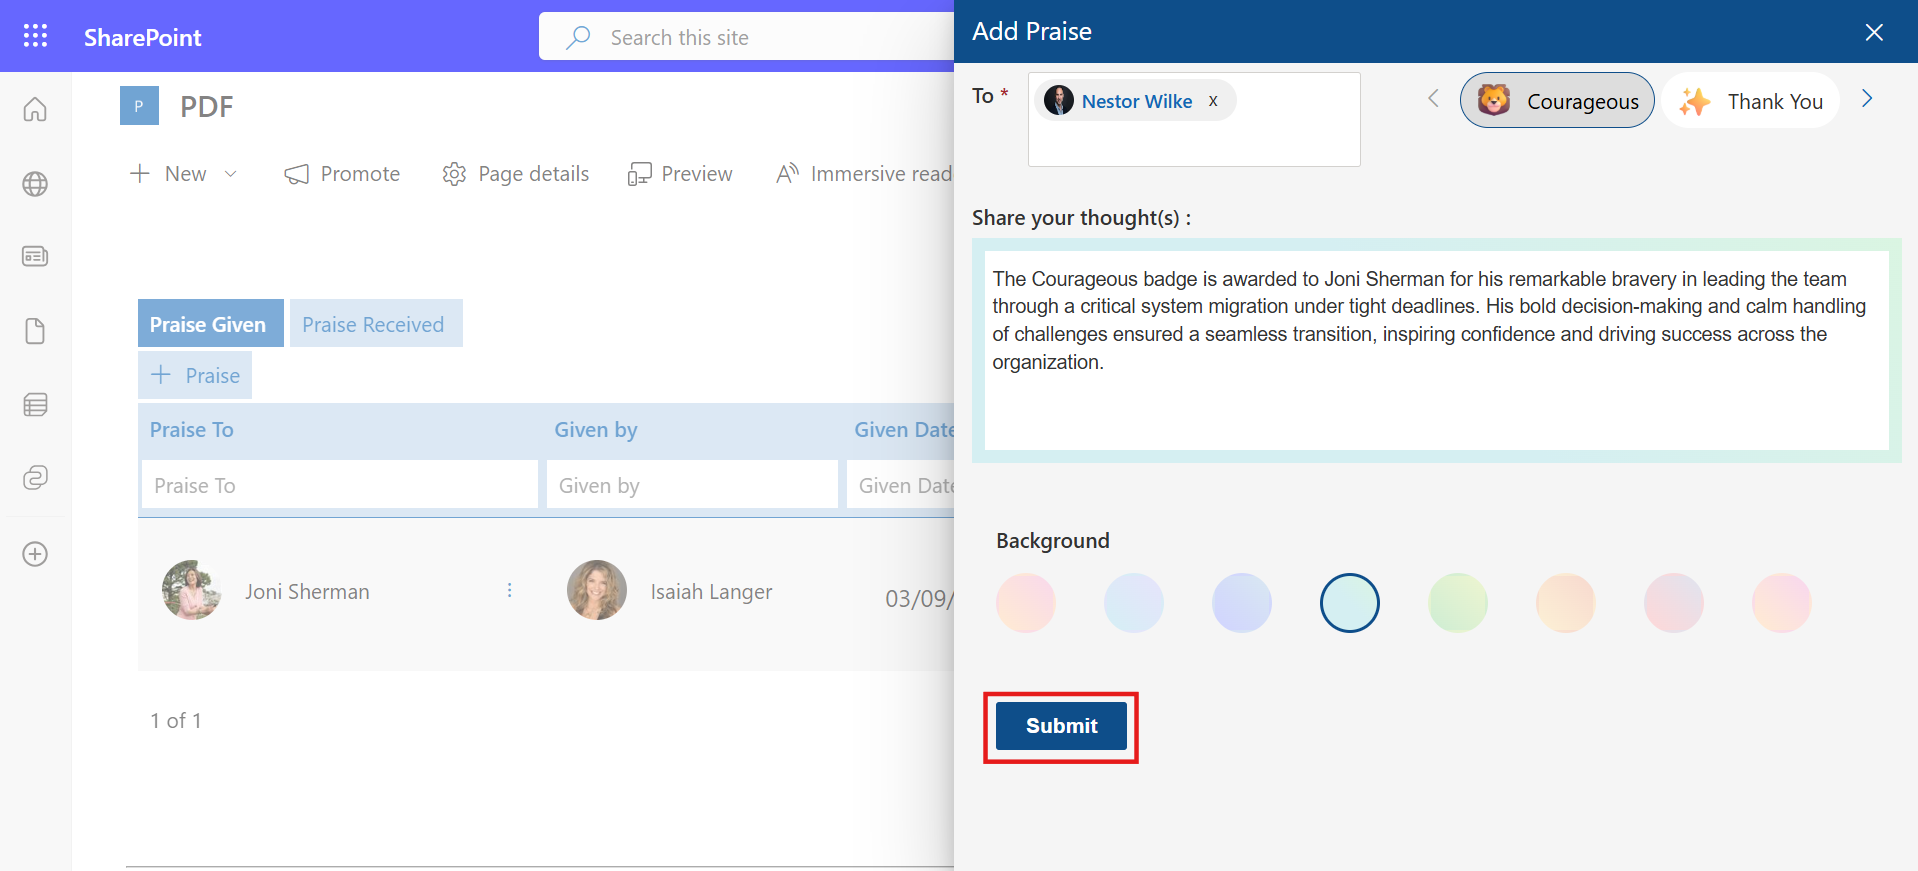 SharePoint
Search this site
P
PDF
New
Promote
Page details
Preview
Immersive read
Praise Given
Praise Received
Praise
Praise To
Given by
Given Date
Praise To
Given by
Given Date
Joni Sherman
Isaiah Langer
03/09/
1 of 1
Add Praise
To *
Nestor Wilke x
Courageous
Thank You
Share your thought(s) :
The Courageous badge is awarded to Joni Sherman for his remarkable bravery in leading the team
through a critical system migration under tight deadlines. His bold decision-making and calm handling
of challenges ensured a seamless transition, inspiring confidence and driving success across the
organization.
Background
Submit